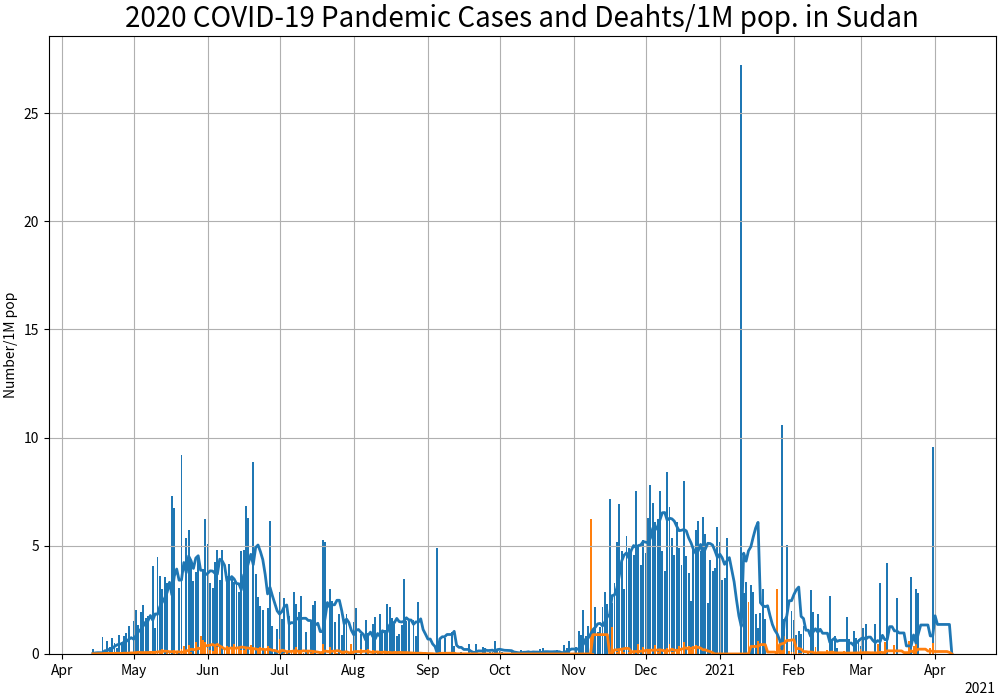 2020 COVID-19 Pandemic Cases and Deahts/1M pop. in Sudan
Number/1M pop
25
20
15
10
5
0
Apr May Jun Jul Aug Sep Oct Nov Dec 2021 Feb Mar Apr
2021